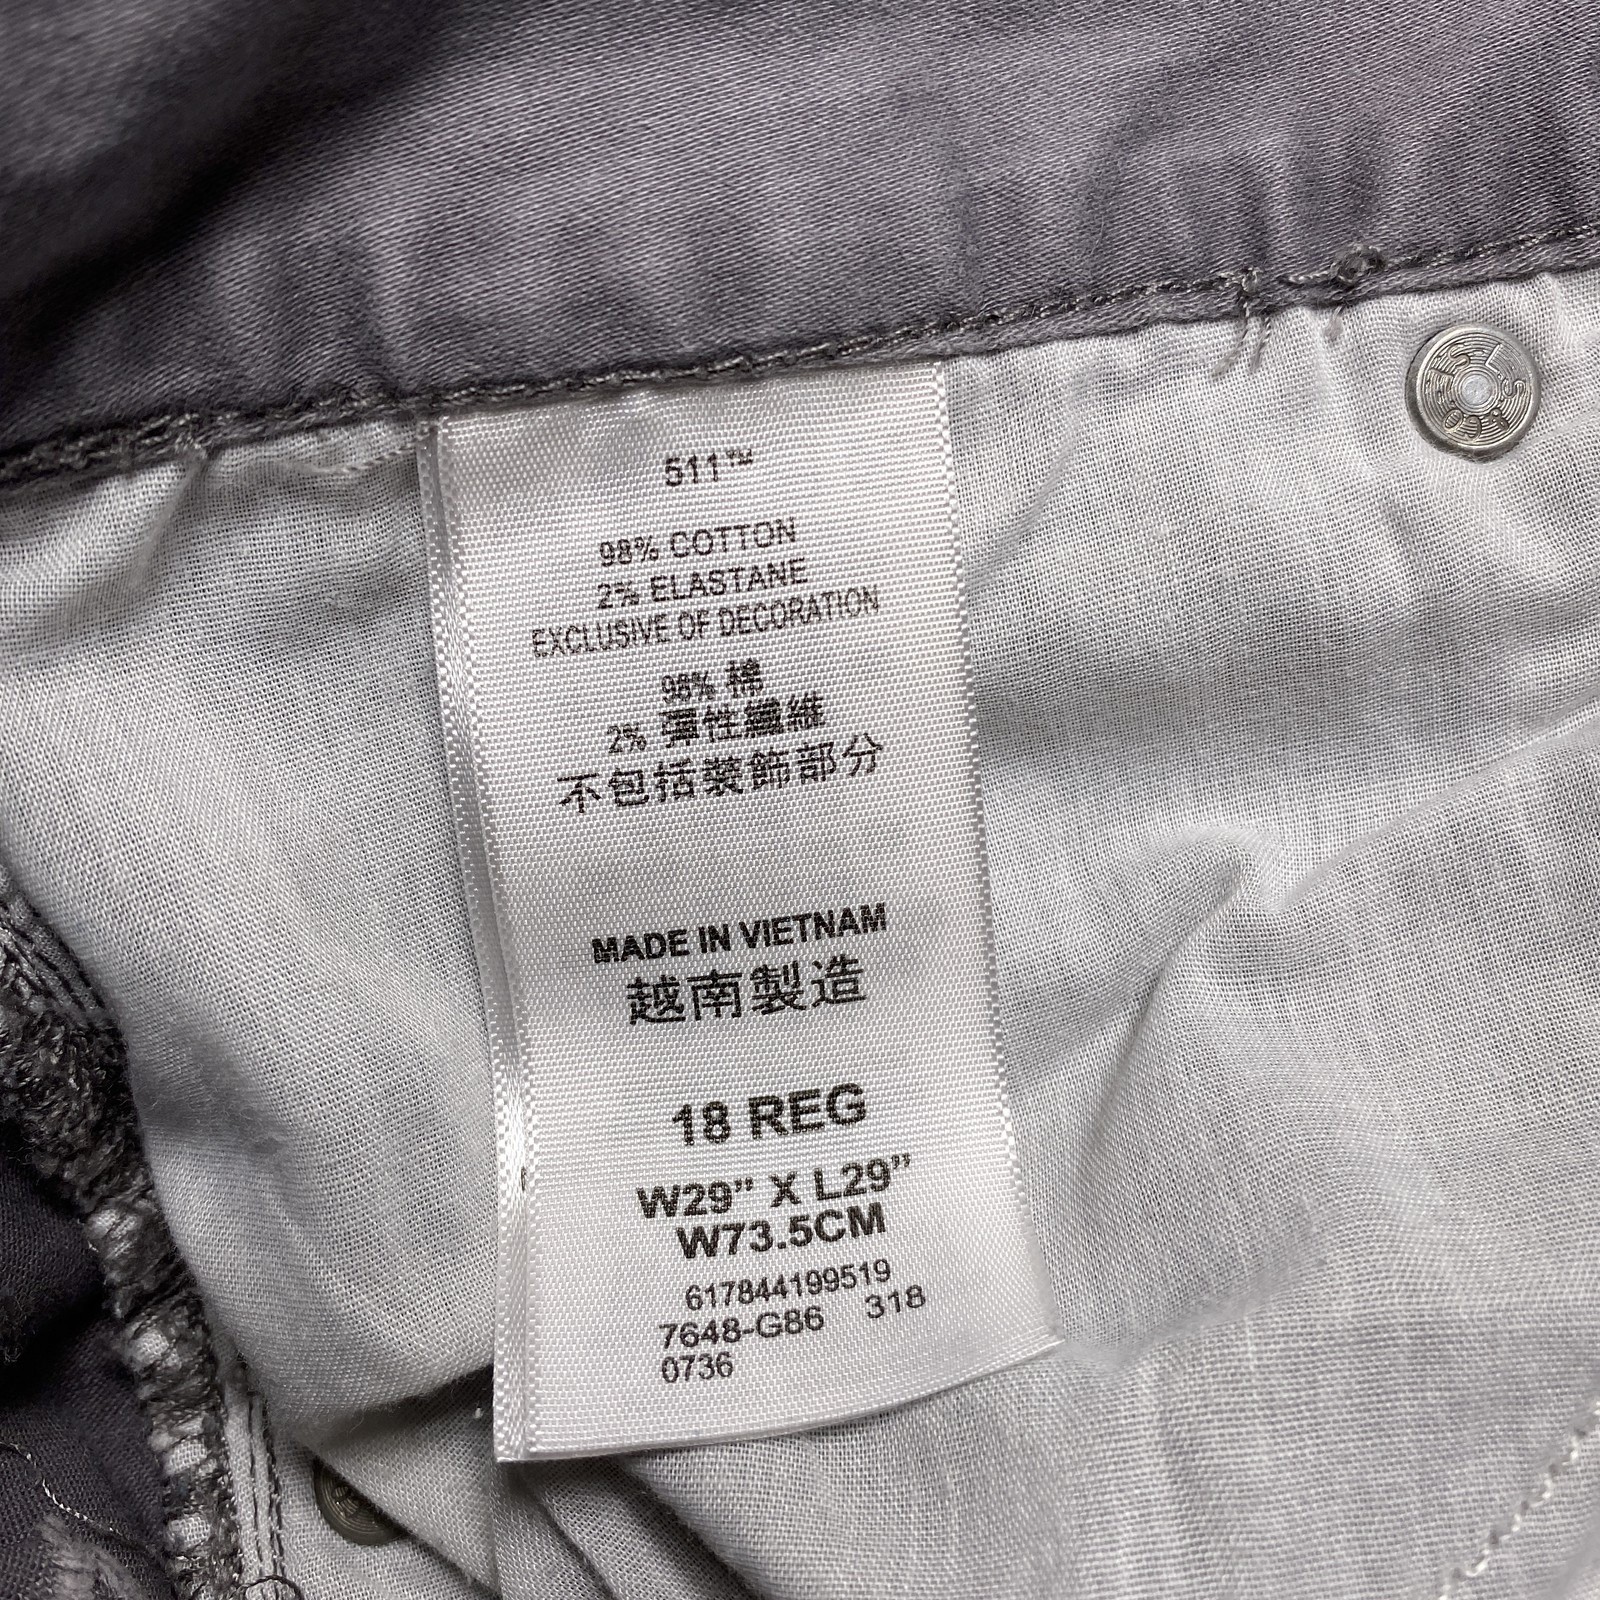 511™
98% COTTON
2% ELASTANE
EXCLUSIVE OF DECORATION
98% 棉
2% 彈性纖維
不包括裝飾部分
MADE IN VIETNAM
越南製造
18 REG
W29” X L29”
W73.5CM
617844199519
7648-G86 318
0736